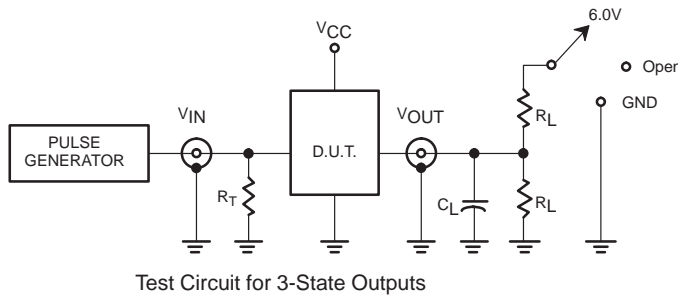 6.0V
VCC
Oper
VIN
VOUT
RL
GND
PULSE
GENERATOR
D.U.T.
RT
CL
RL
Test Circuit for 3-State Outputs